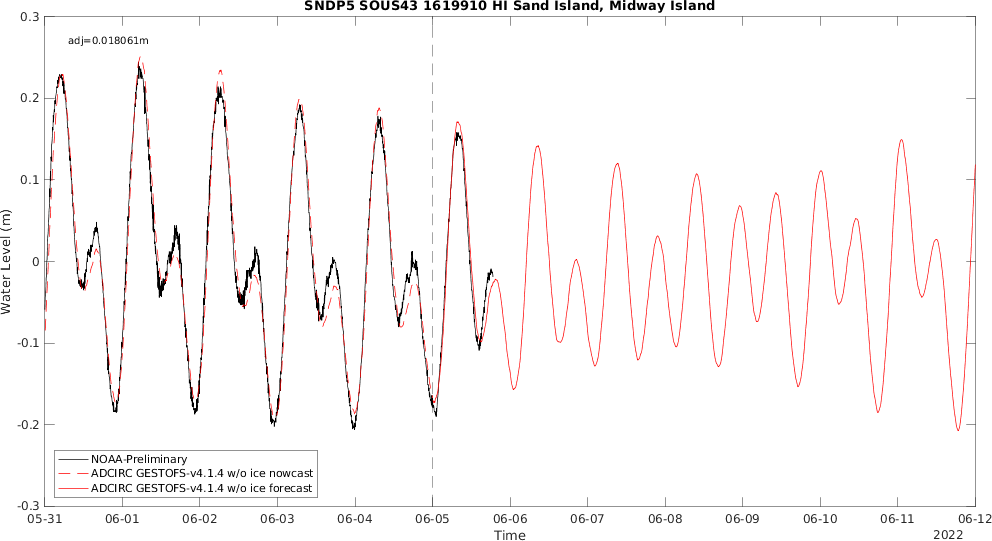 SNDP5 SOUS43 1619910 HI Sand Island, Midway Island
adj=0.018061m
0.3
0.2
0.1
0
-0.1
-0.2
-0.3
Water Level (m)
NOAA-Preliminary
ADCIRC GESTOFS-v4.1.4 w/o ice nowcast
ADCIRC GESTOFS-v4.1.4 w/o ice forecast
05-31 06-01 06-02 06-03 06-04 06-05 06-06 06-07 06-08 06-09 06-10 06-11 06-12
Time
2022